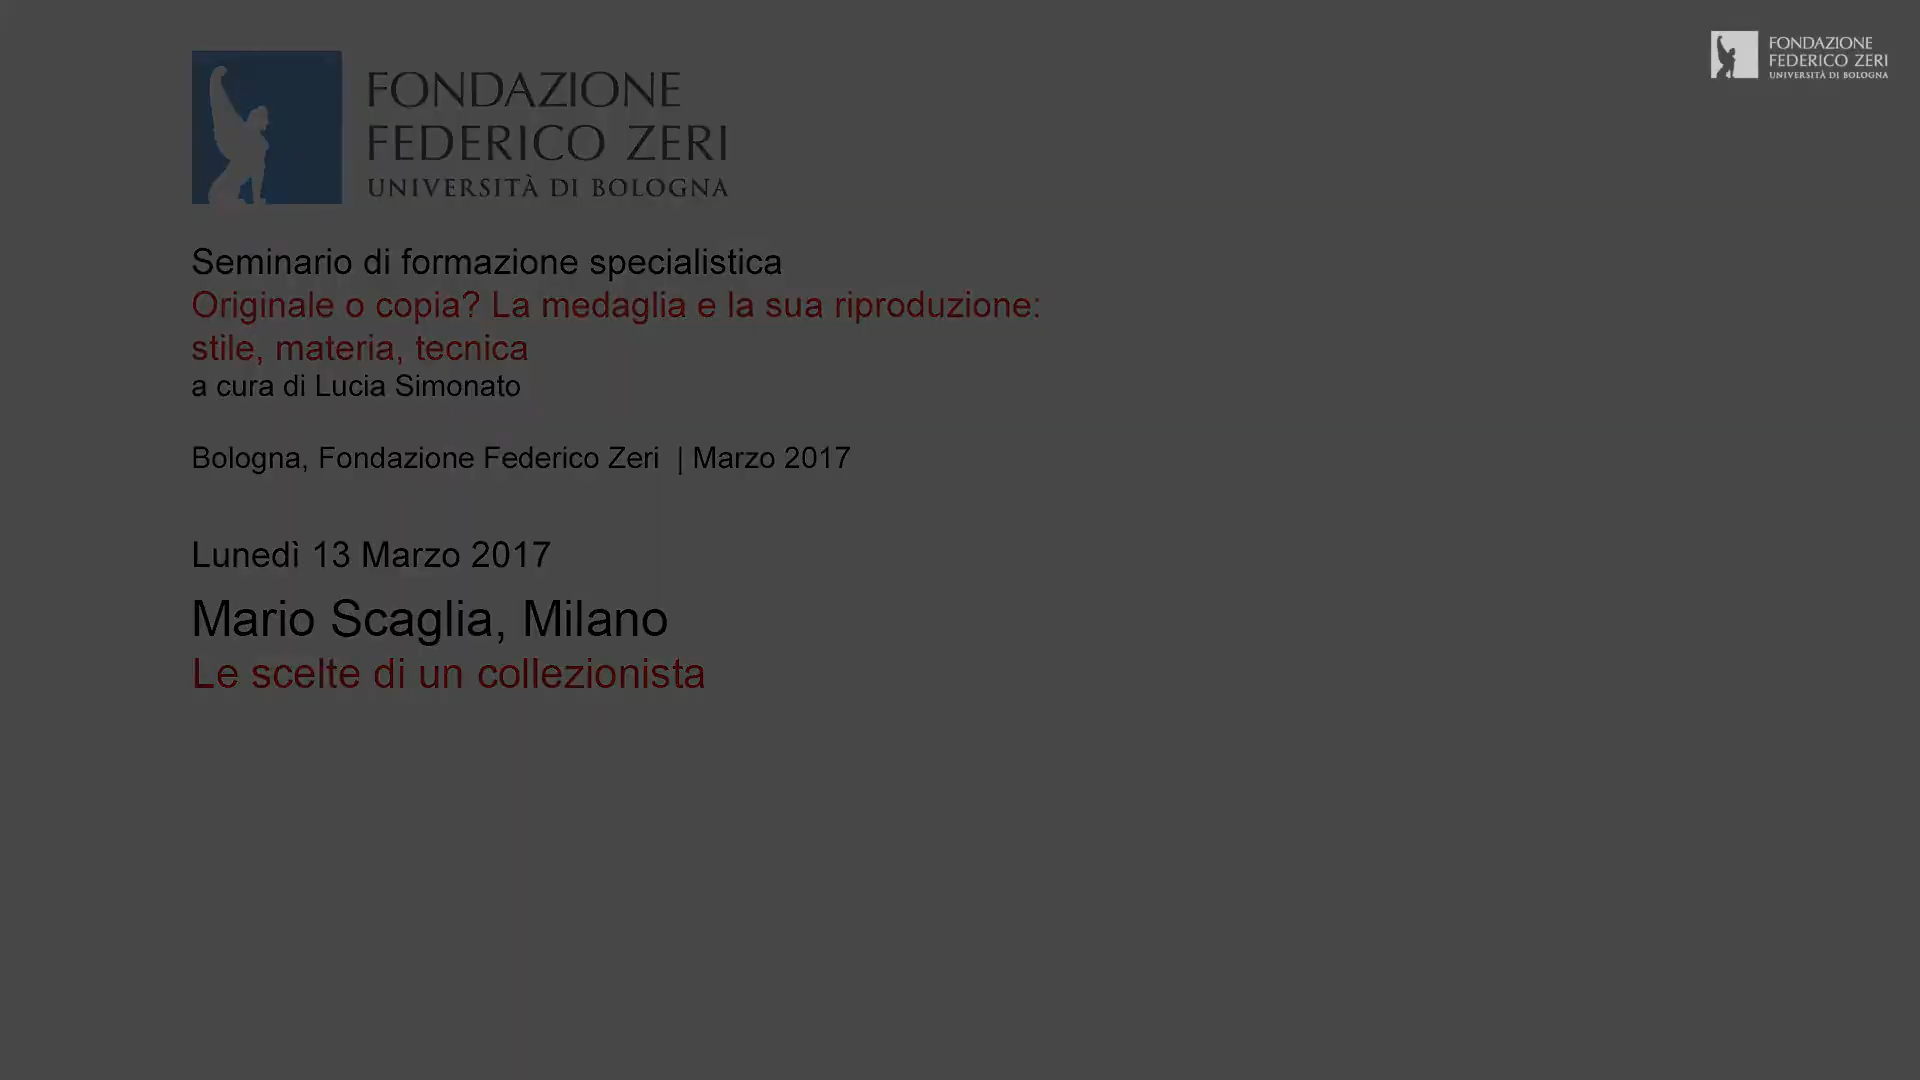 FONDAZIONE
FEDERICO ZERI
UNIVERSITÀ DI BOLOGNA
FONDAZIONE
FEDERICO ZERI
UNIVERSITÀ DI BOLOGNA
Seminario di formazione specialistica
Originale o copia? La medaglia e la sua riproduzione:
stile, materia, tecnica
a cura di Lucia Simonato
Bologna, Fondazione Federico Zeri | Marzo 2017
Lunedì 13 Marzo 2017
Mario Scaglia, Milano
Le scelte di un collezionista